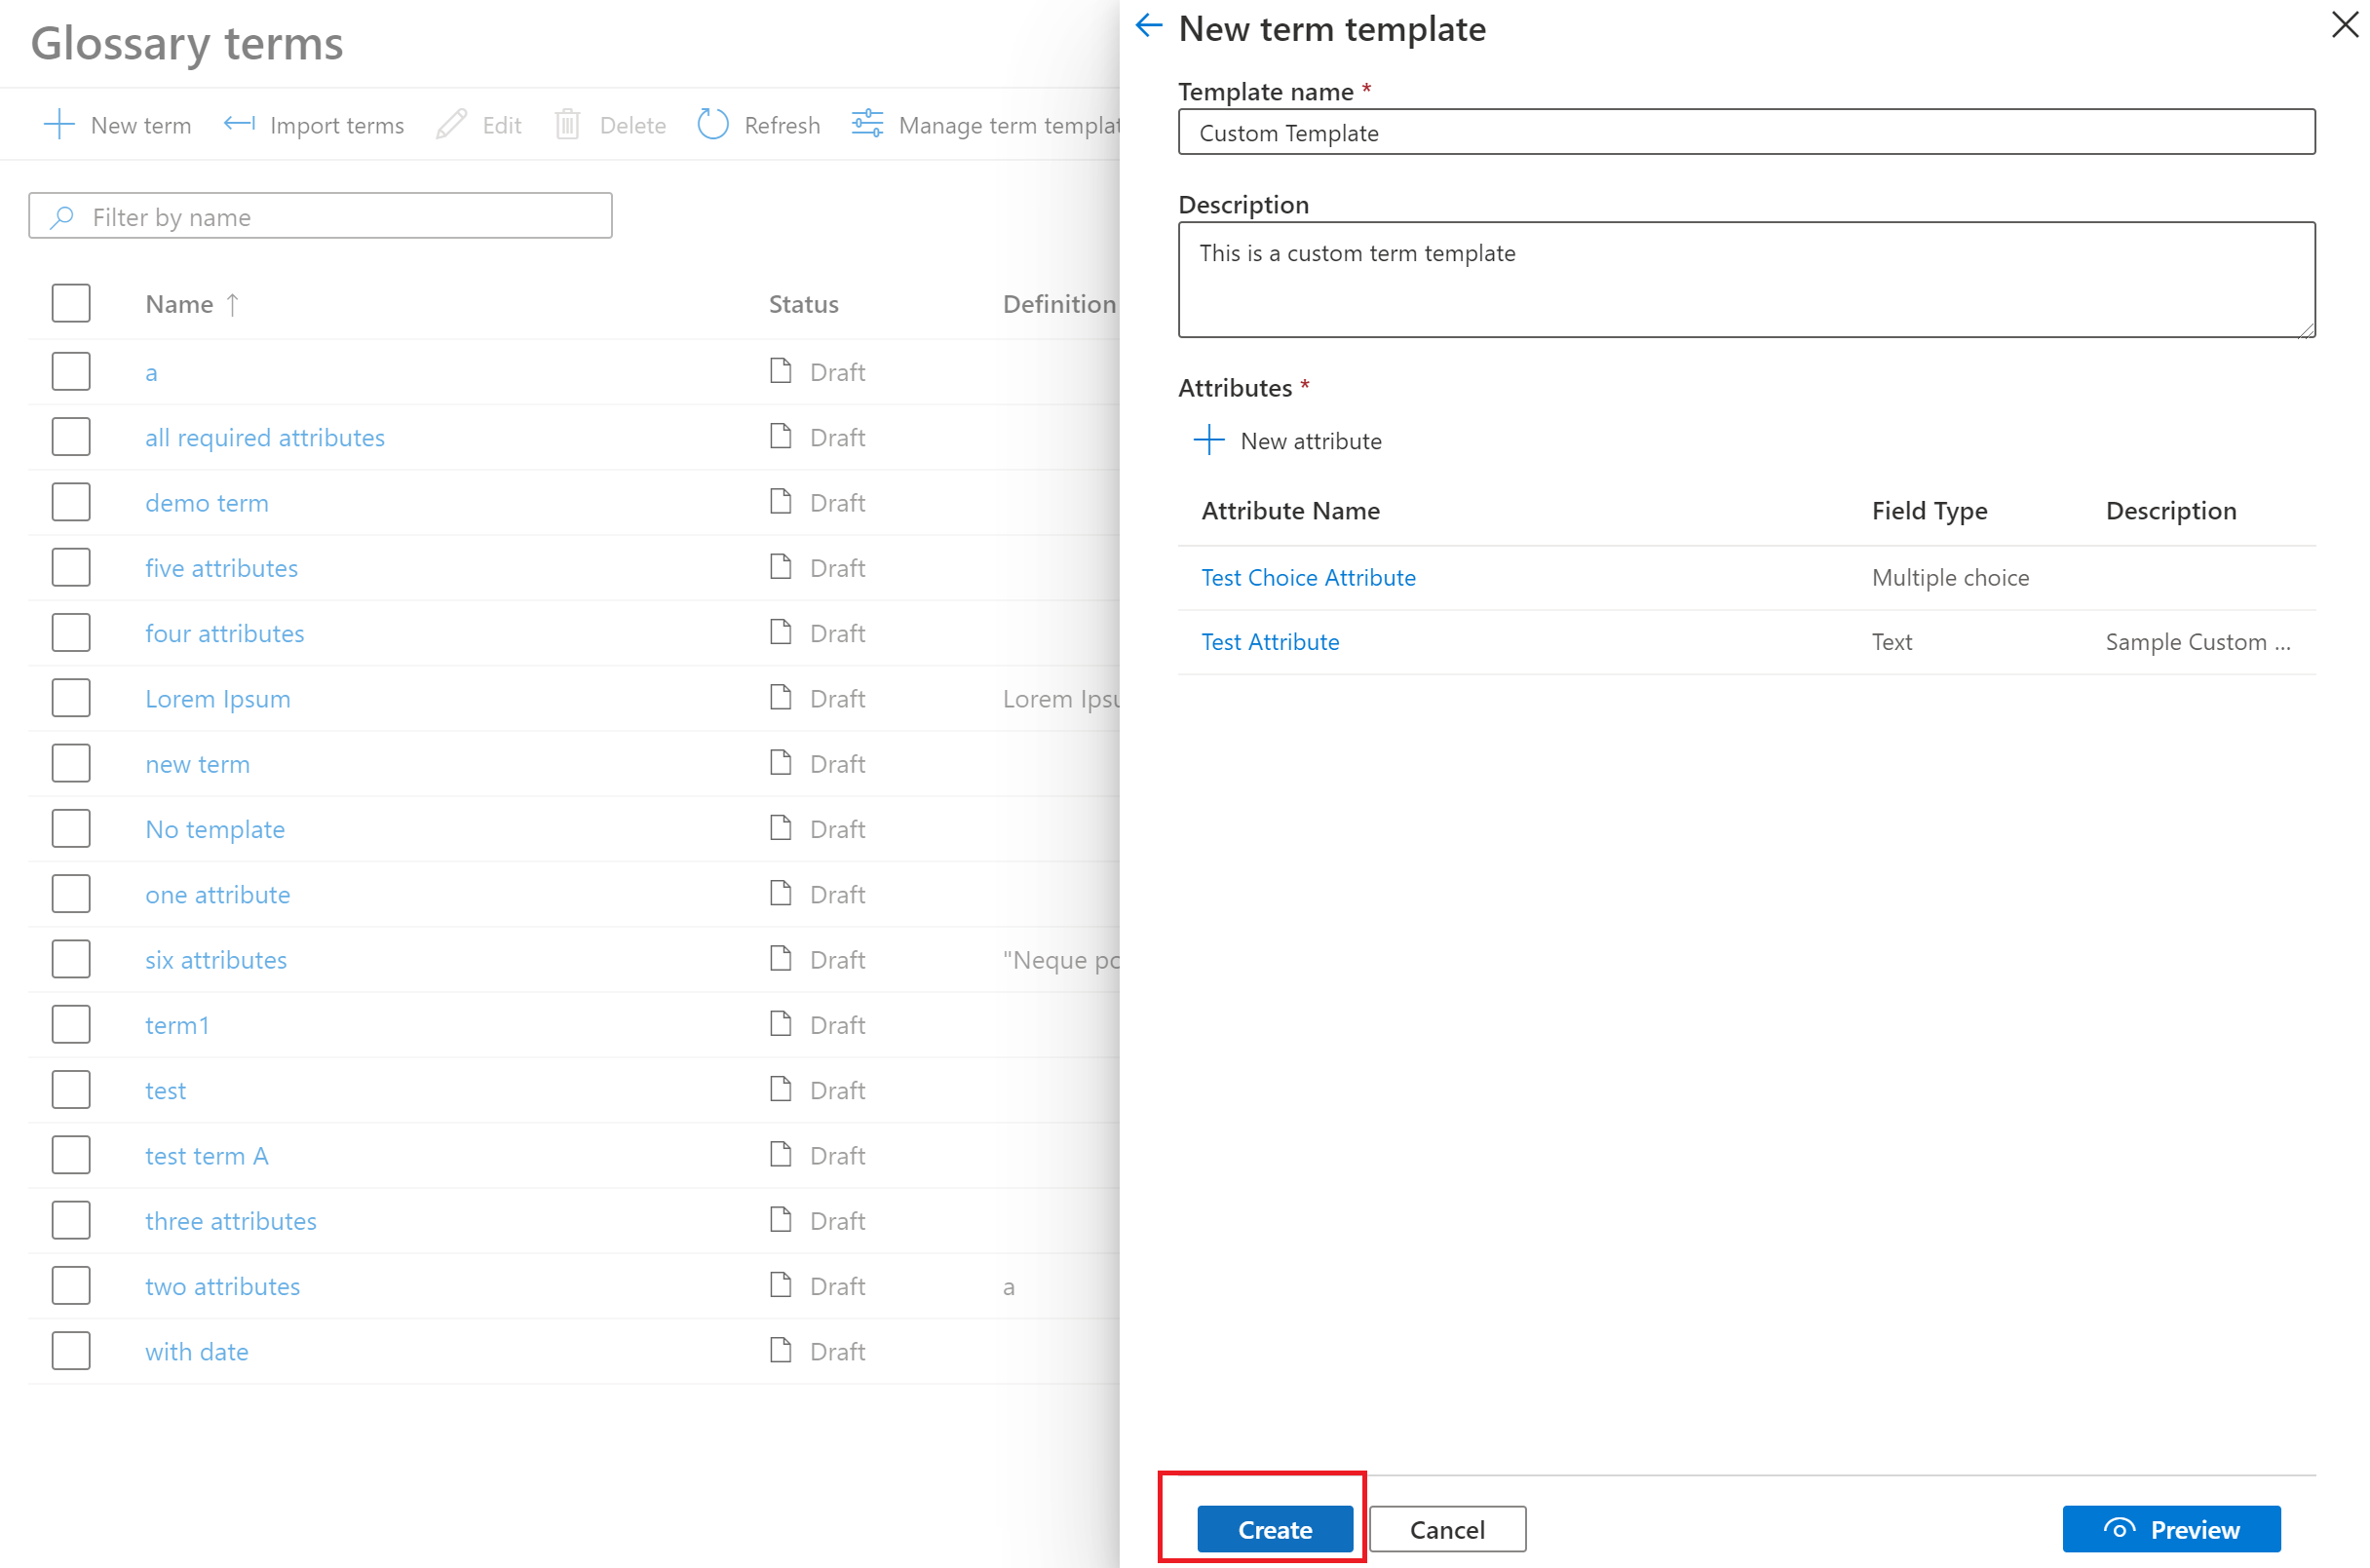 Glossary terms
New term Import terms Edit Delete Refresh Manage term templat
Filter by name
Name ↑ Status Definition
a Draft
all required attributes Draft
demo term Draft
five attributes Draft
four attributes Draft
Lorem Ipsum Draft Lorem Ipsu
new term Draft
No template Draft
one attribute Draft
six attributes Draft "Neque po
term1 Draft
test Draft
test term A Draft
three attributes Draft
two attributes Draft a
with date Draft
New term template
Template name *
Custom Template
Description
This is a custom term template
Attributes *
New attribute
Attribute Name Field Type Description
Test Choice Attribute Multiple choice
Test Attribute Text Sample Custom ...
Create Cancel Preview